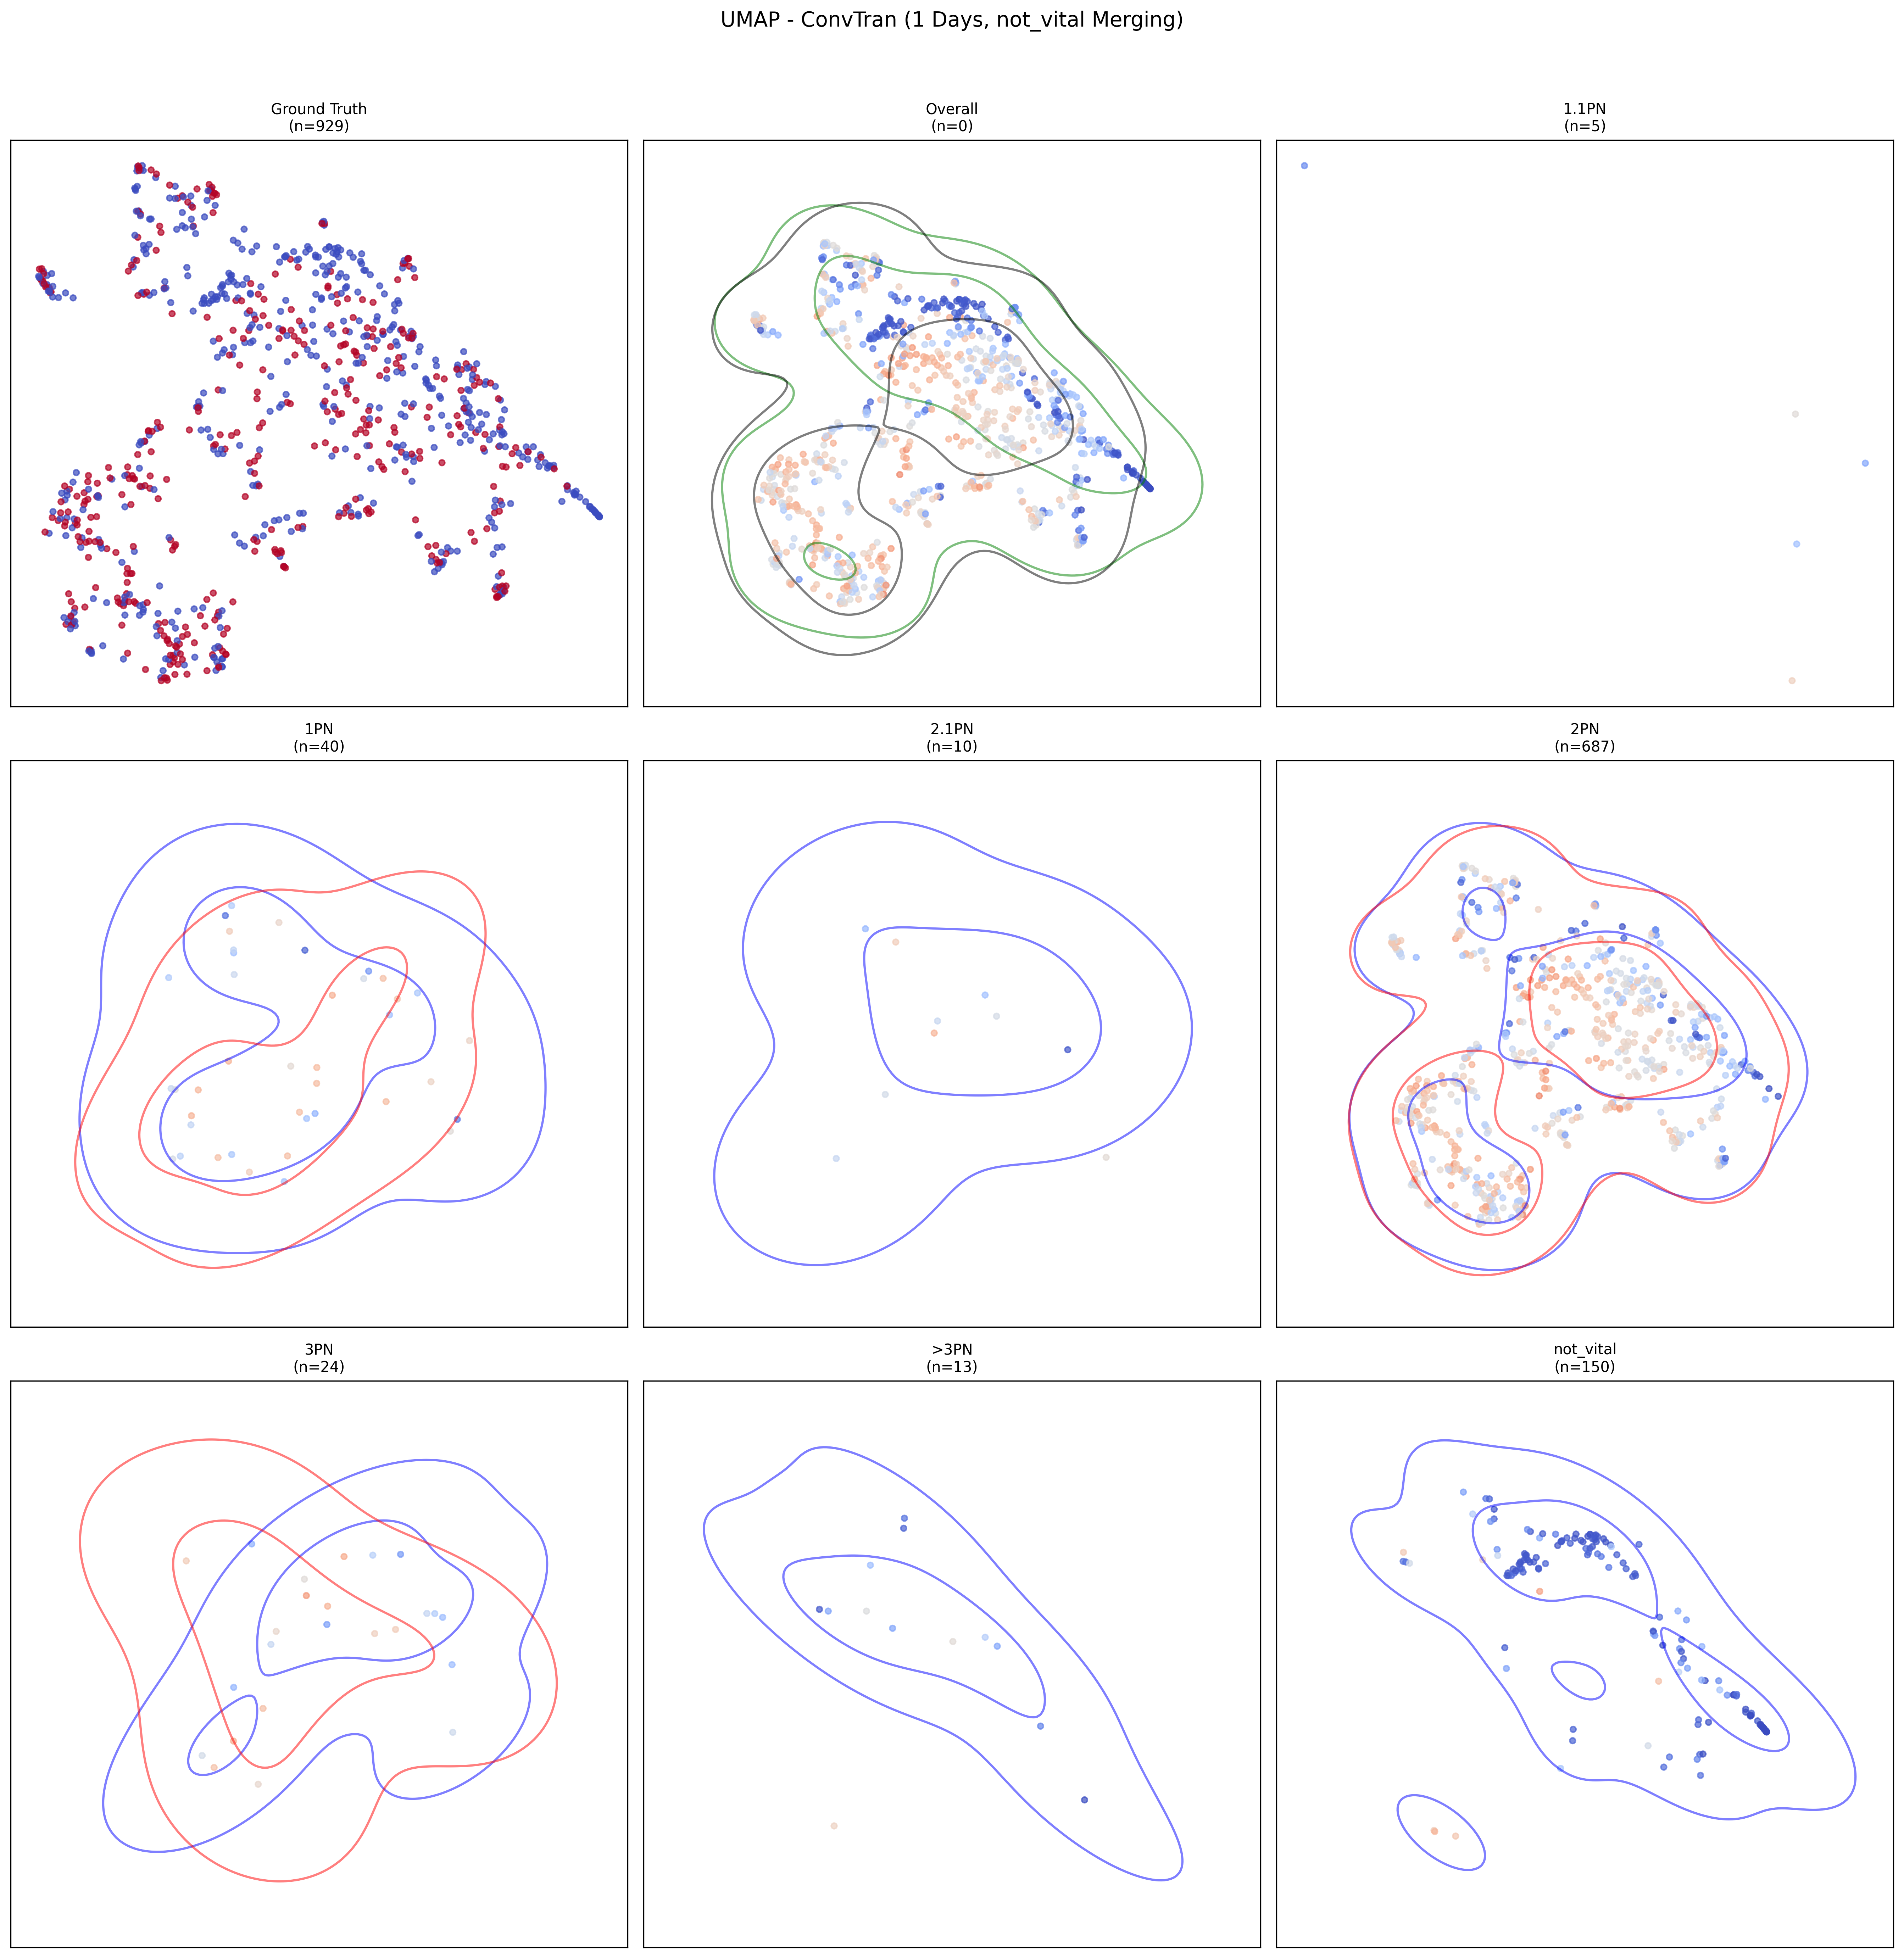 UMAP - ConvTran (1 Days, not_vital Merging)
Ground Truth
(n=929)
Overall
(n=0)
1.1PN
(n=5)
1PN
(n=40)
2.1PN
(n=10)
2PN
(n=687)
3PN
(n=24)
>3PN
(n=13)
not_vital
(n=150)